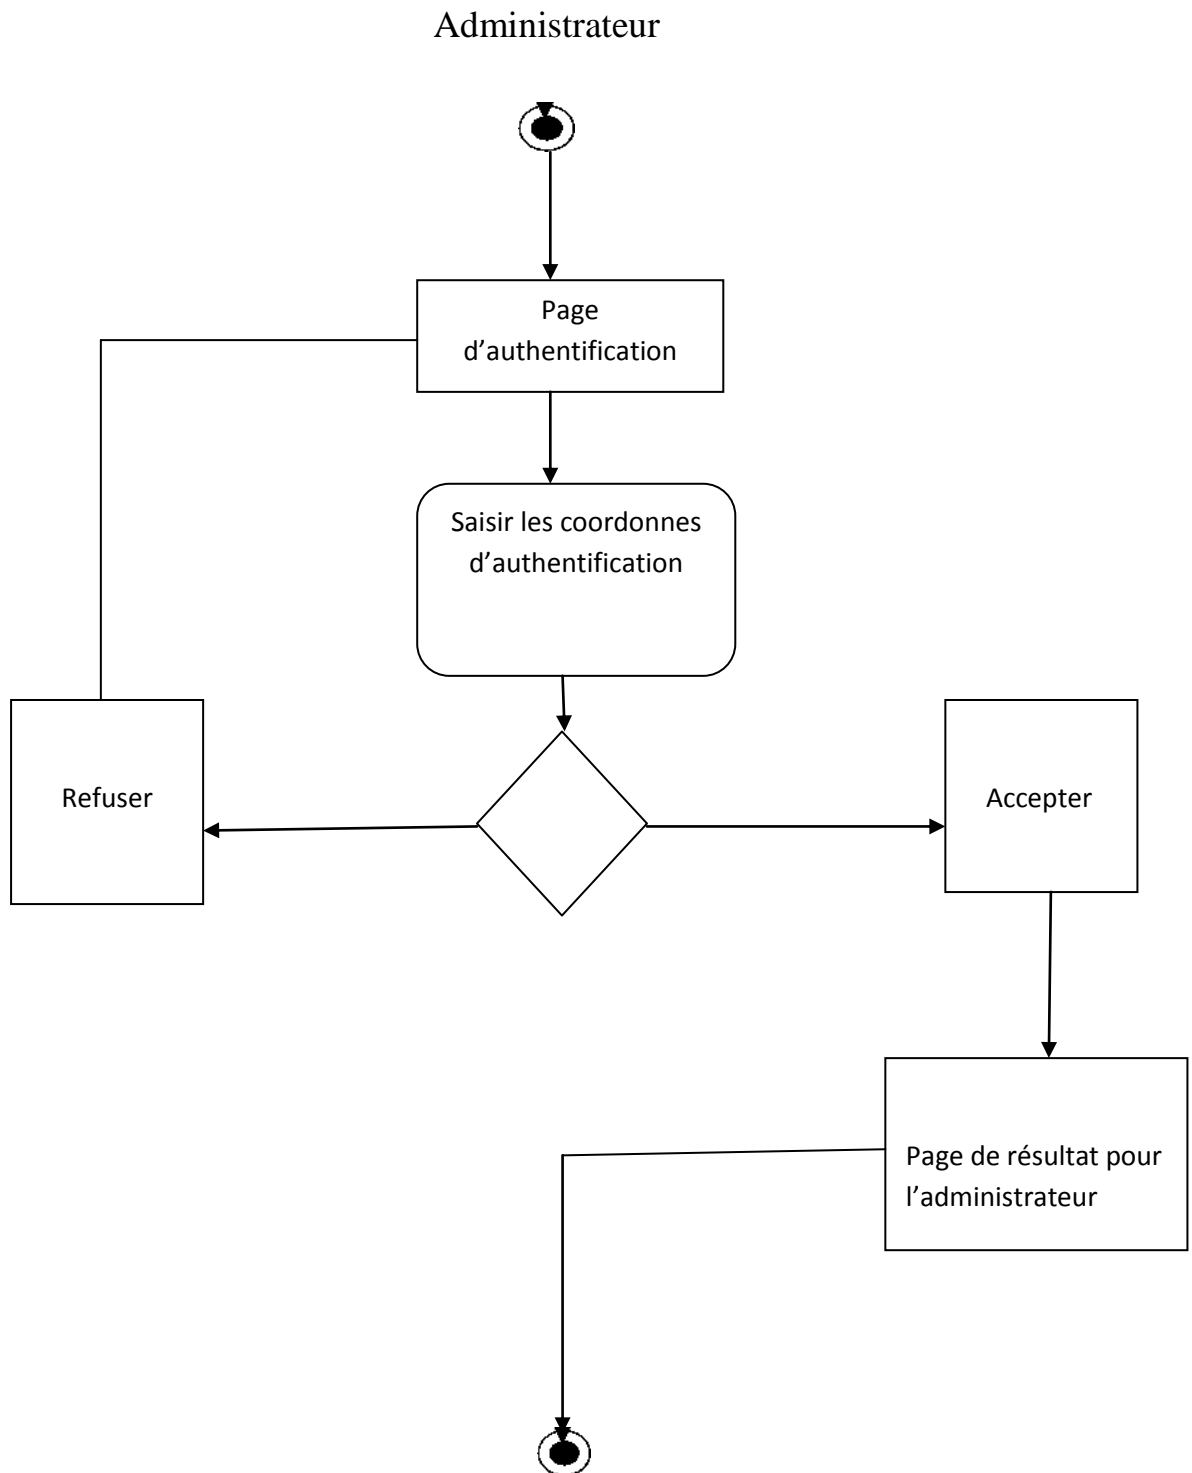 Administrateur
Page
d’authentification
Saisir les coordonnes
d’authentification
Refuser
Accepter
Page de résultat pour
l’administrateur